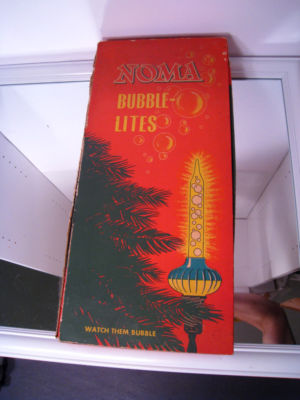 NOMA
BUBBLE-
LITES
WATCH THEM BUBBLE